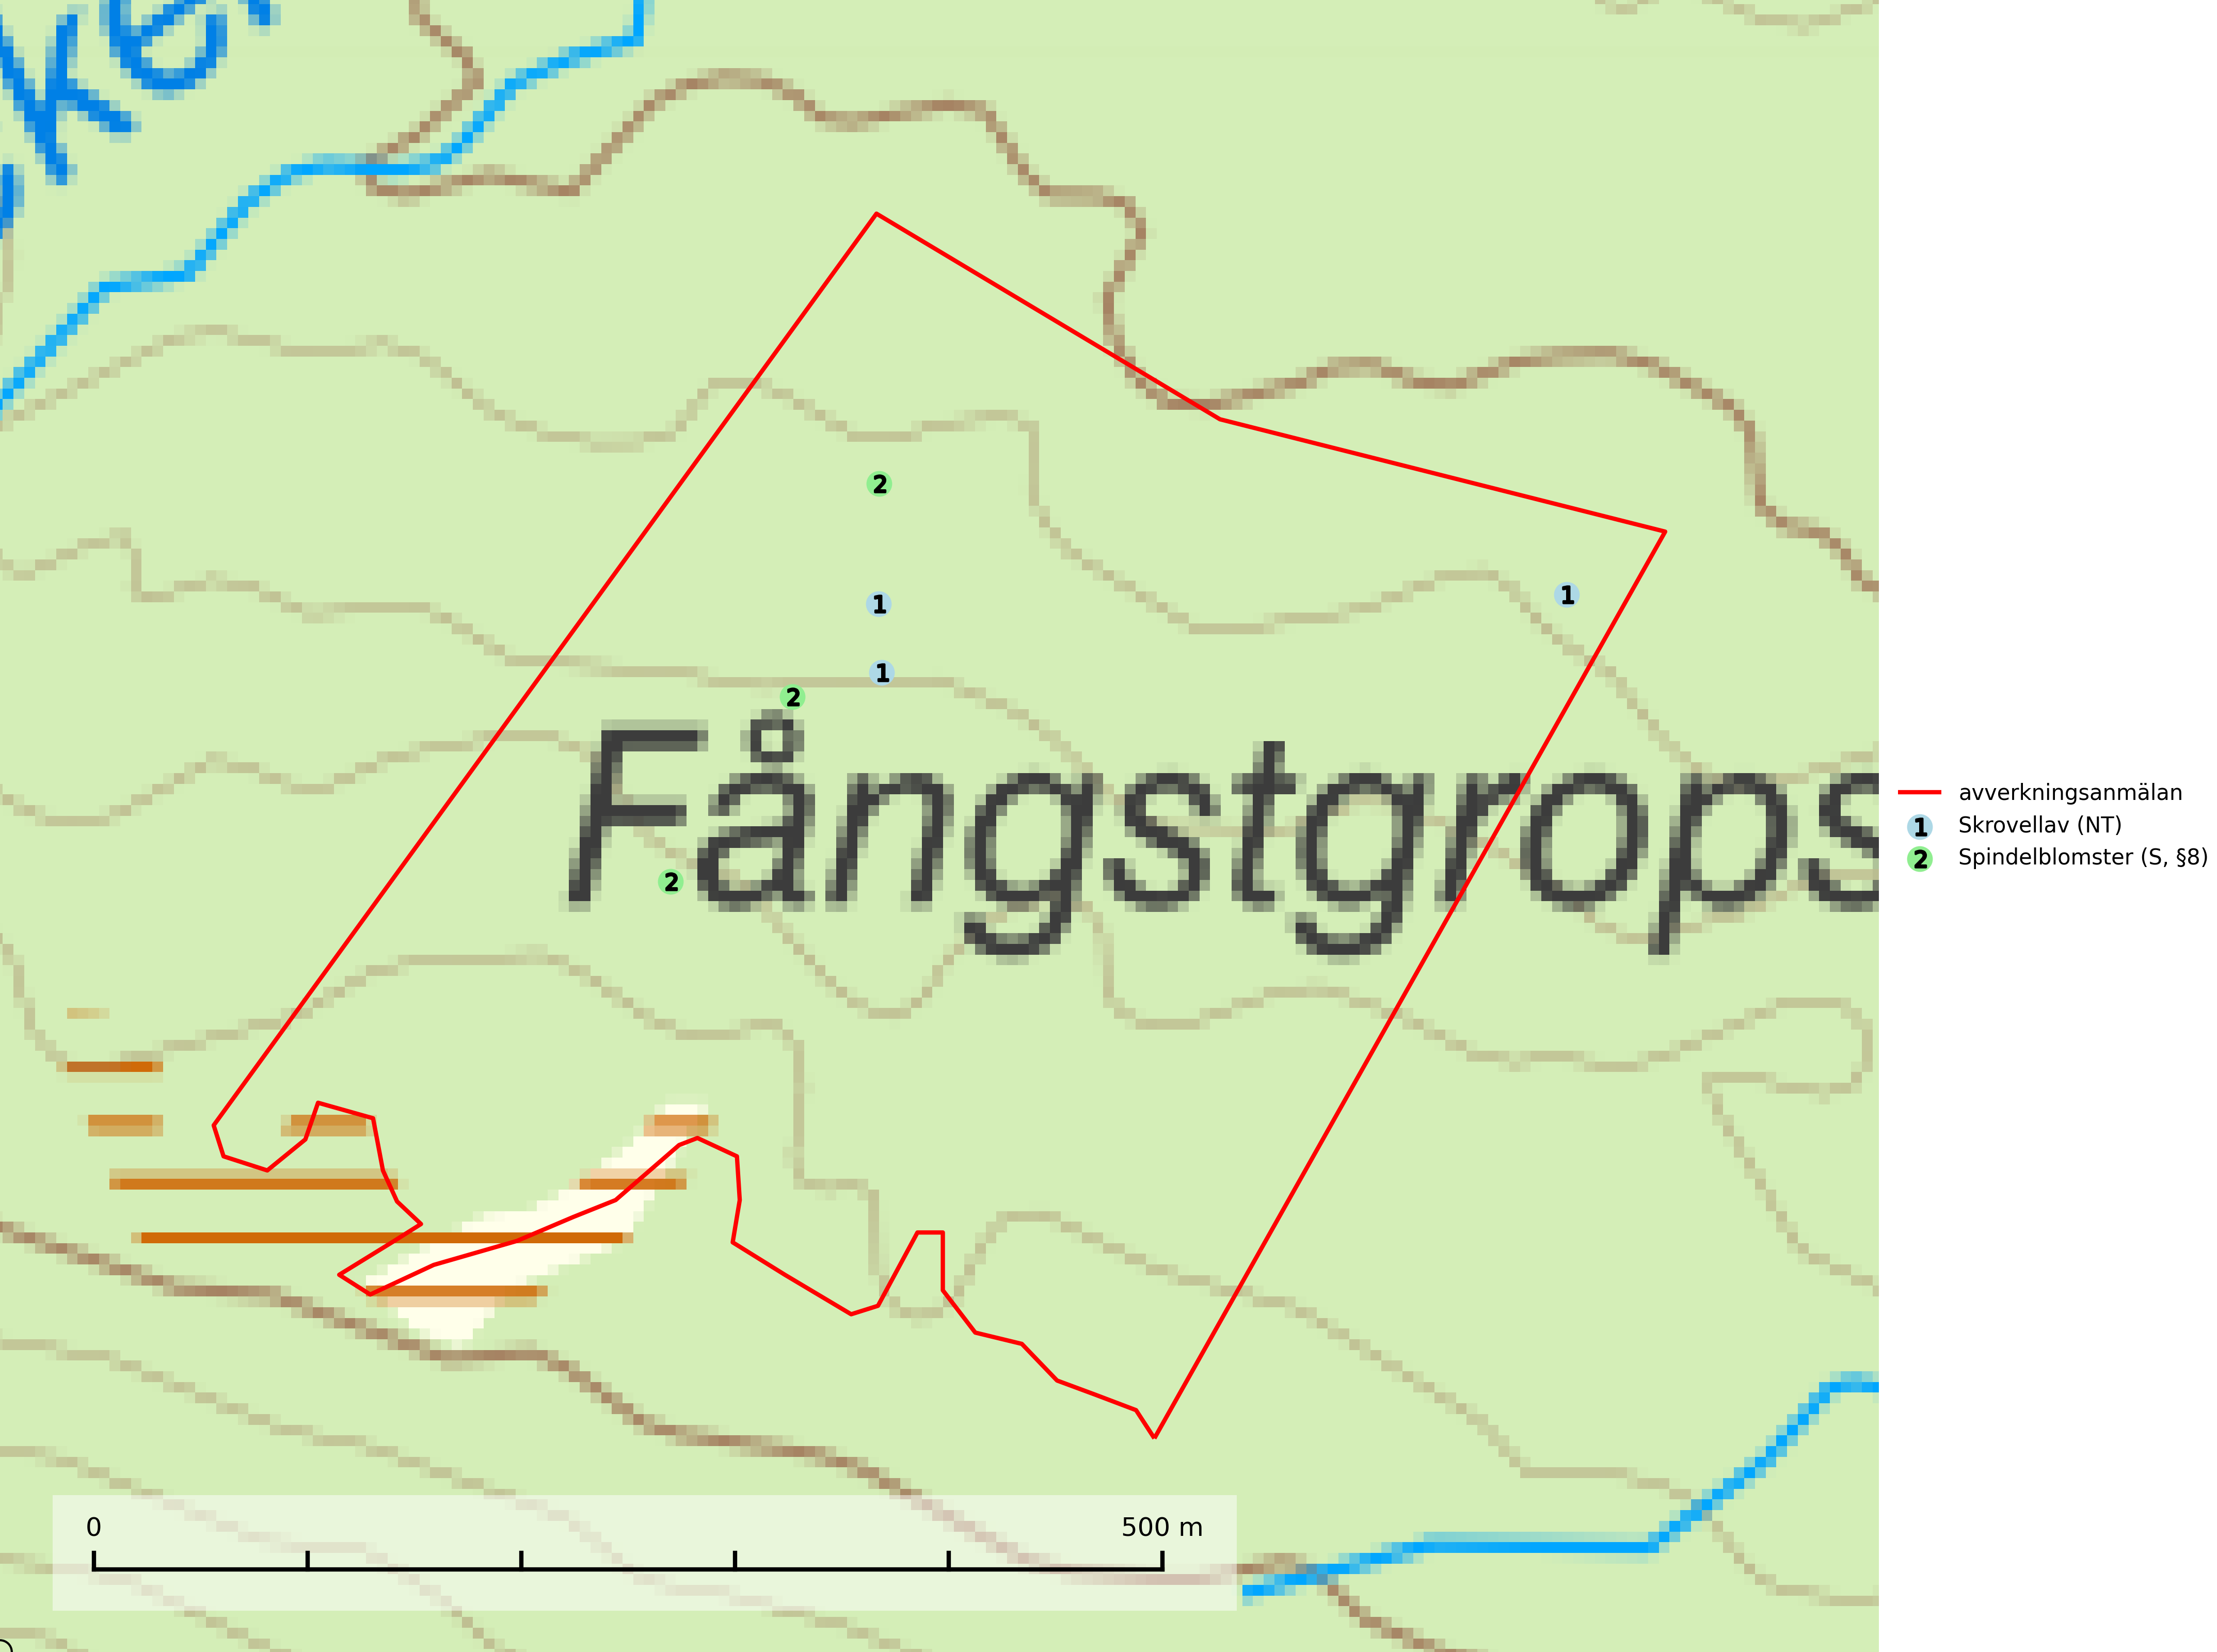 2
1
1
1
2
Fångstgrops
2
avverkningsanmälan
1 Skrovellav (NT)
2 Spindelblomster (S, §8)
0 500 m